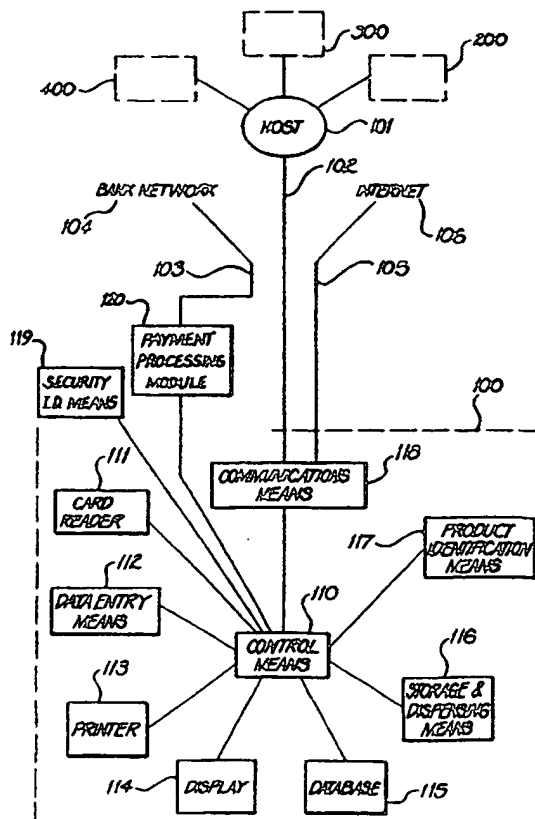 300
400
200
HOST
101
102
BANK NETWORK
104
INTERNET
106
103
105
120
PAYMENT
PROCESSING
MODULE
119
SECURITY
I.D. MEANS
100
COMMUNICATIONS
MEANS
118
111
CARD
READER
117
PRODUCT
IDENTIFICATION
MEANS
112
DATA ENTRY
MEANS
110
CONTROL
MEANS
116
STORAGE &
DISPENSING
MEANS
113
PRINTER
114
DISPLAY
DATABASE
115